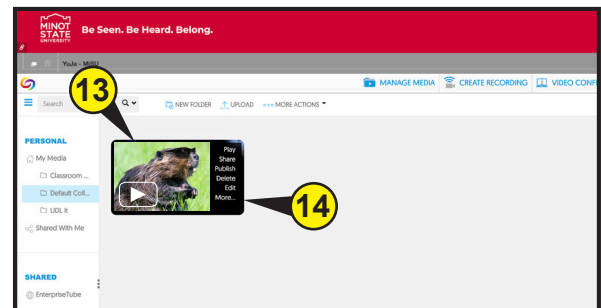 MINOT
STATE
UNIVERSITY
Be Seen. Be Heard. Belong.
YuJa - MiSU
MANAGE MEDIA
CREATE RECORDING
VIDEO CONFE
13
Search
NEW FOLDER
UPLOAD
MORE ACTIONS
PERSONAL
My Media
Classroom ...
Default Coll...
UDL It
Shared With Me
Play
Share
Publish
Delete
Edit
More...
14
SHARED
EnterpriseTube